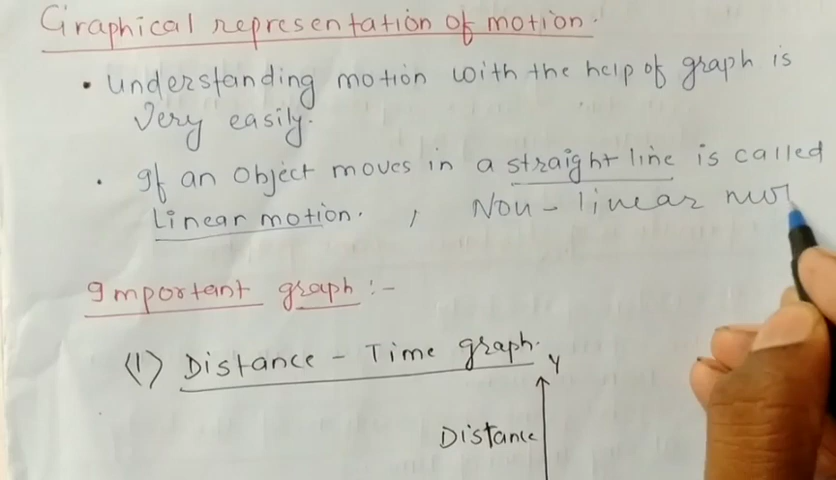 Graphical representation of motion.
• understanding motion with the help of graph is
Very easily.
• If an object moves in a straight line is called
Linear motion. , Non-linear
Important graph :-
(1) Distance - Time graph.
Y
Distance